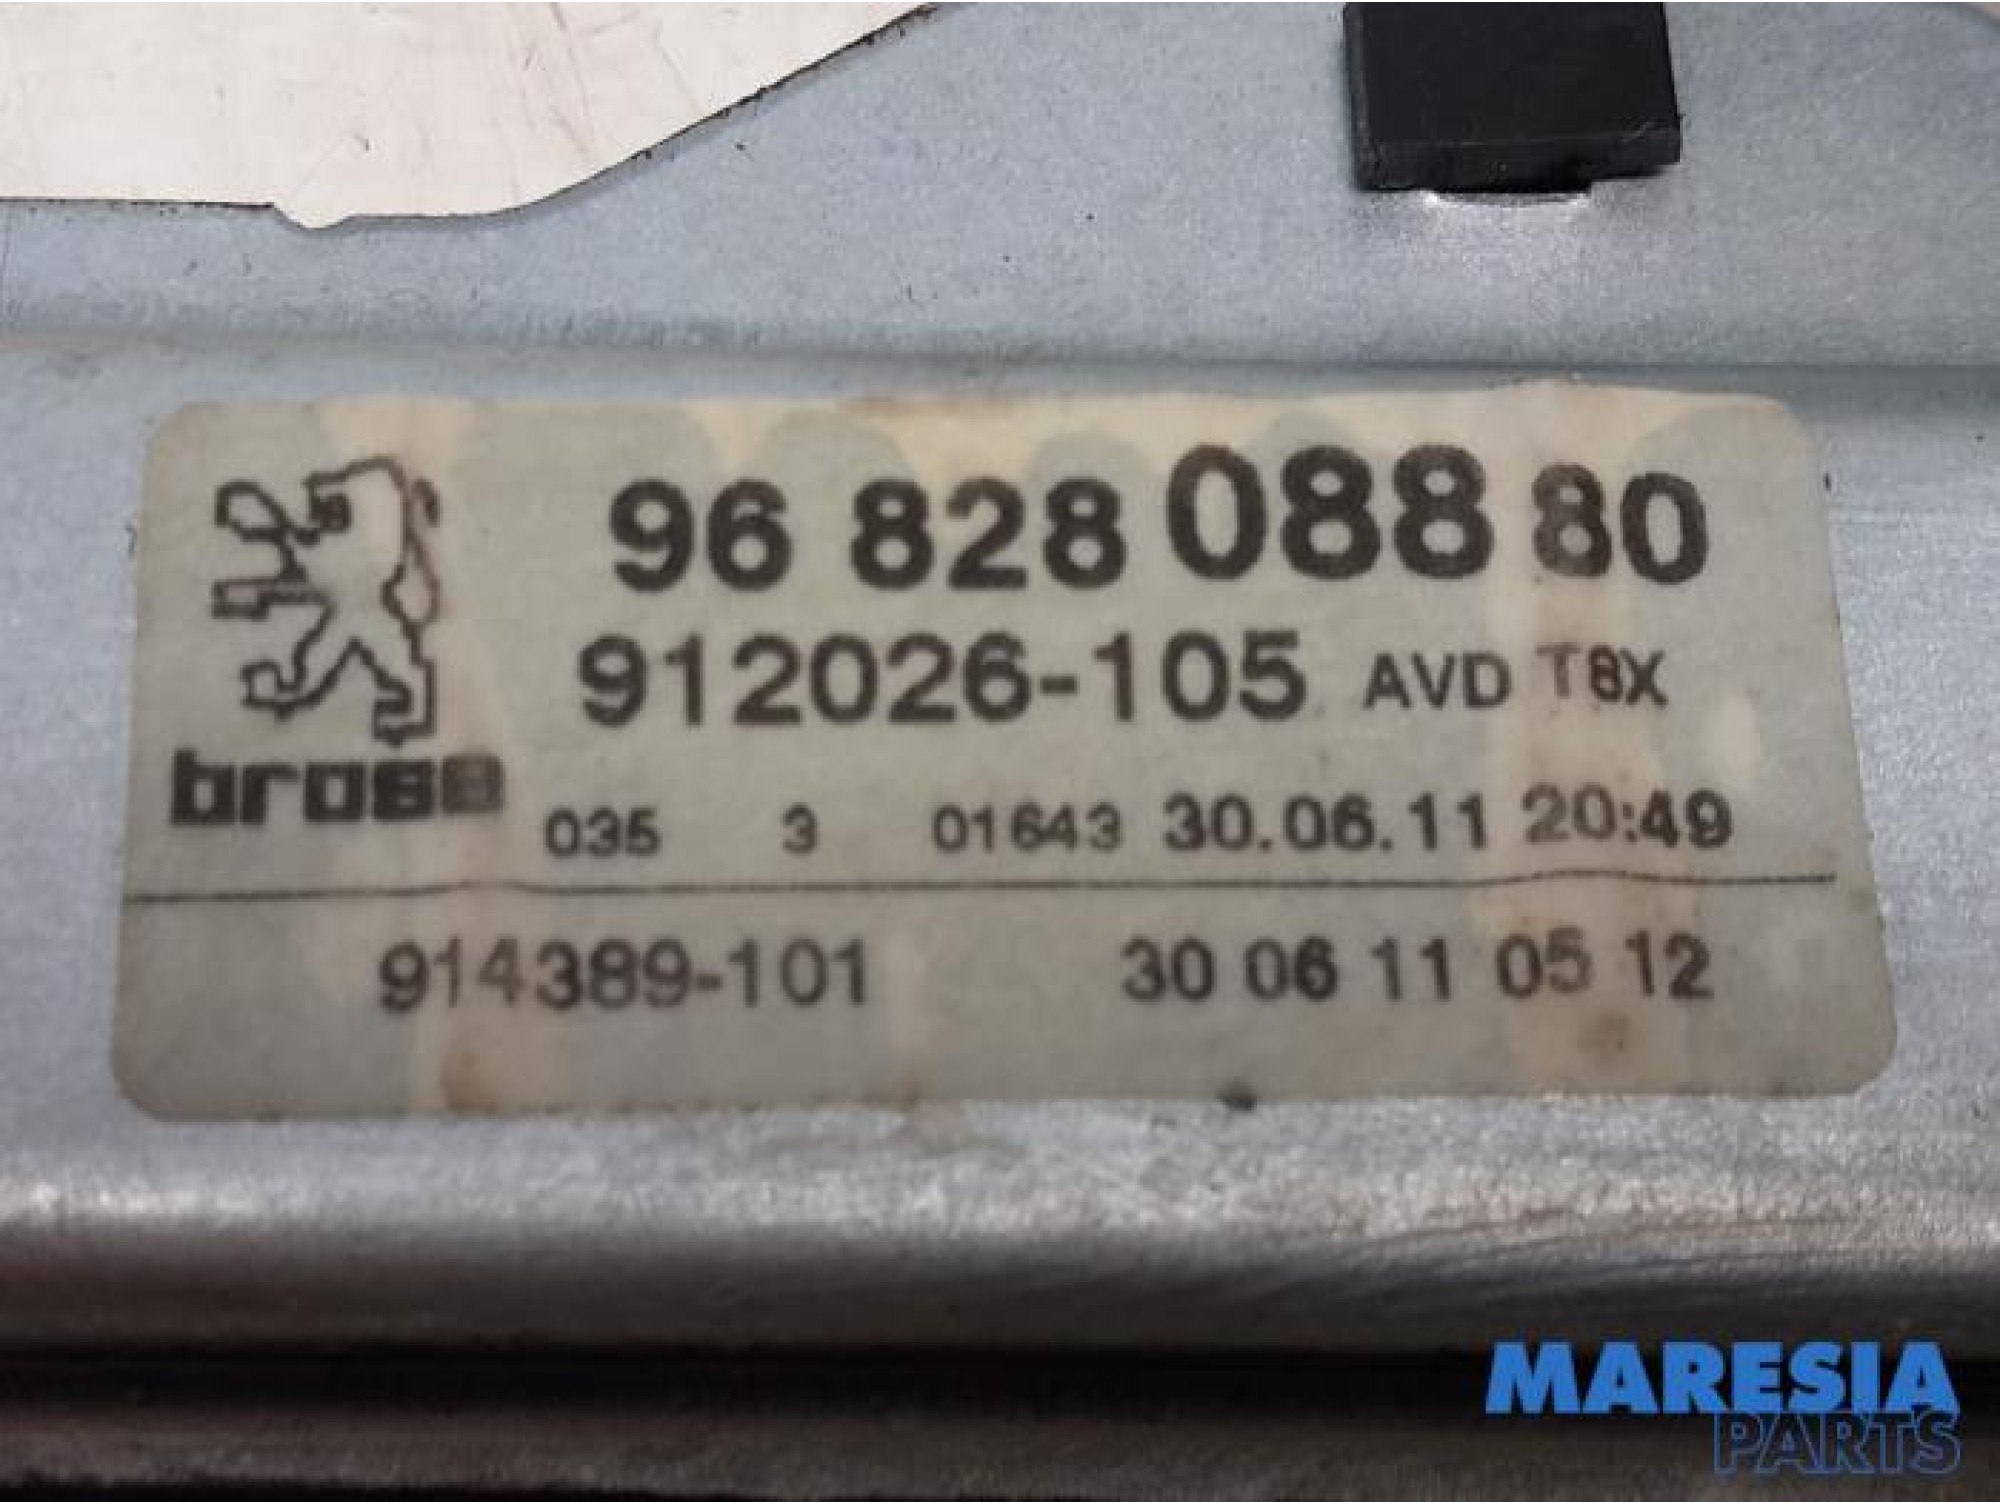 96 828 088 80
912026-105 AVD T8X
brose
035 3 01643 30.06.11 20:49
914389-101 30 06 11 05 12
MARESIA
PARTS